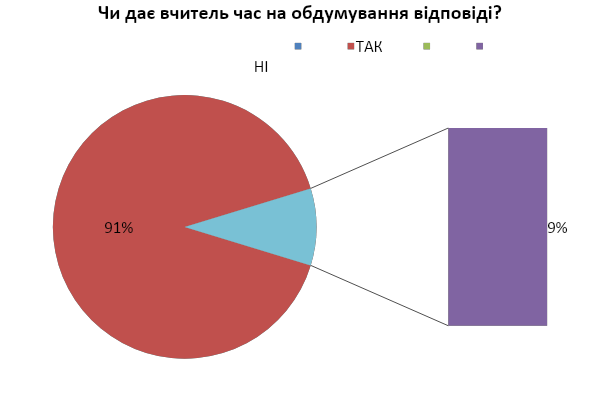 Чи дає вчитель час на обдумування відповіді?
ТАК
НІ
91%
9%